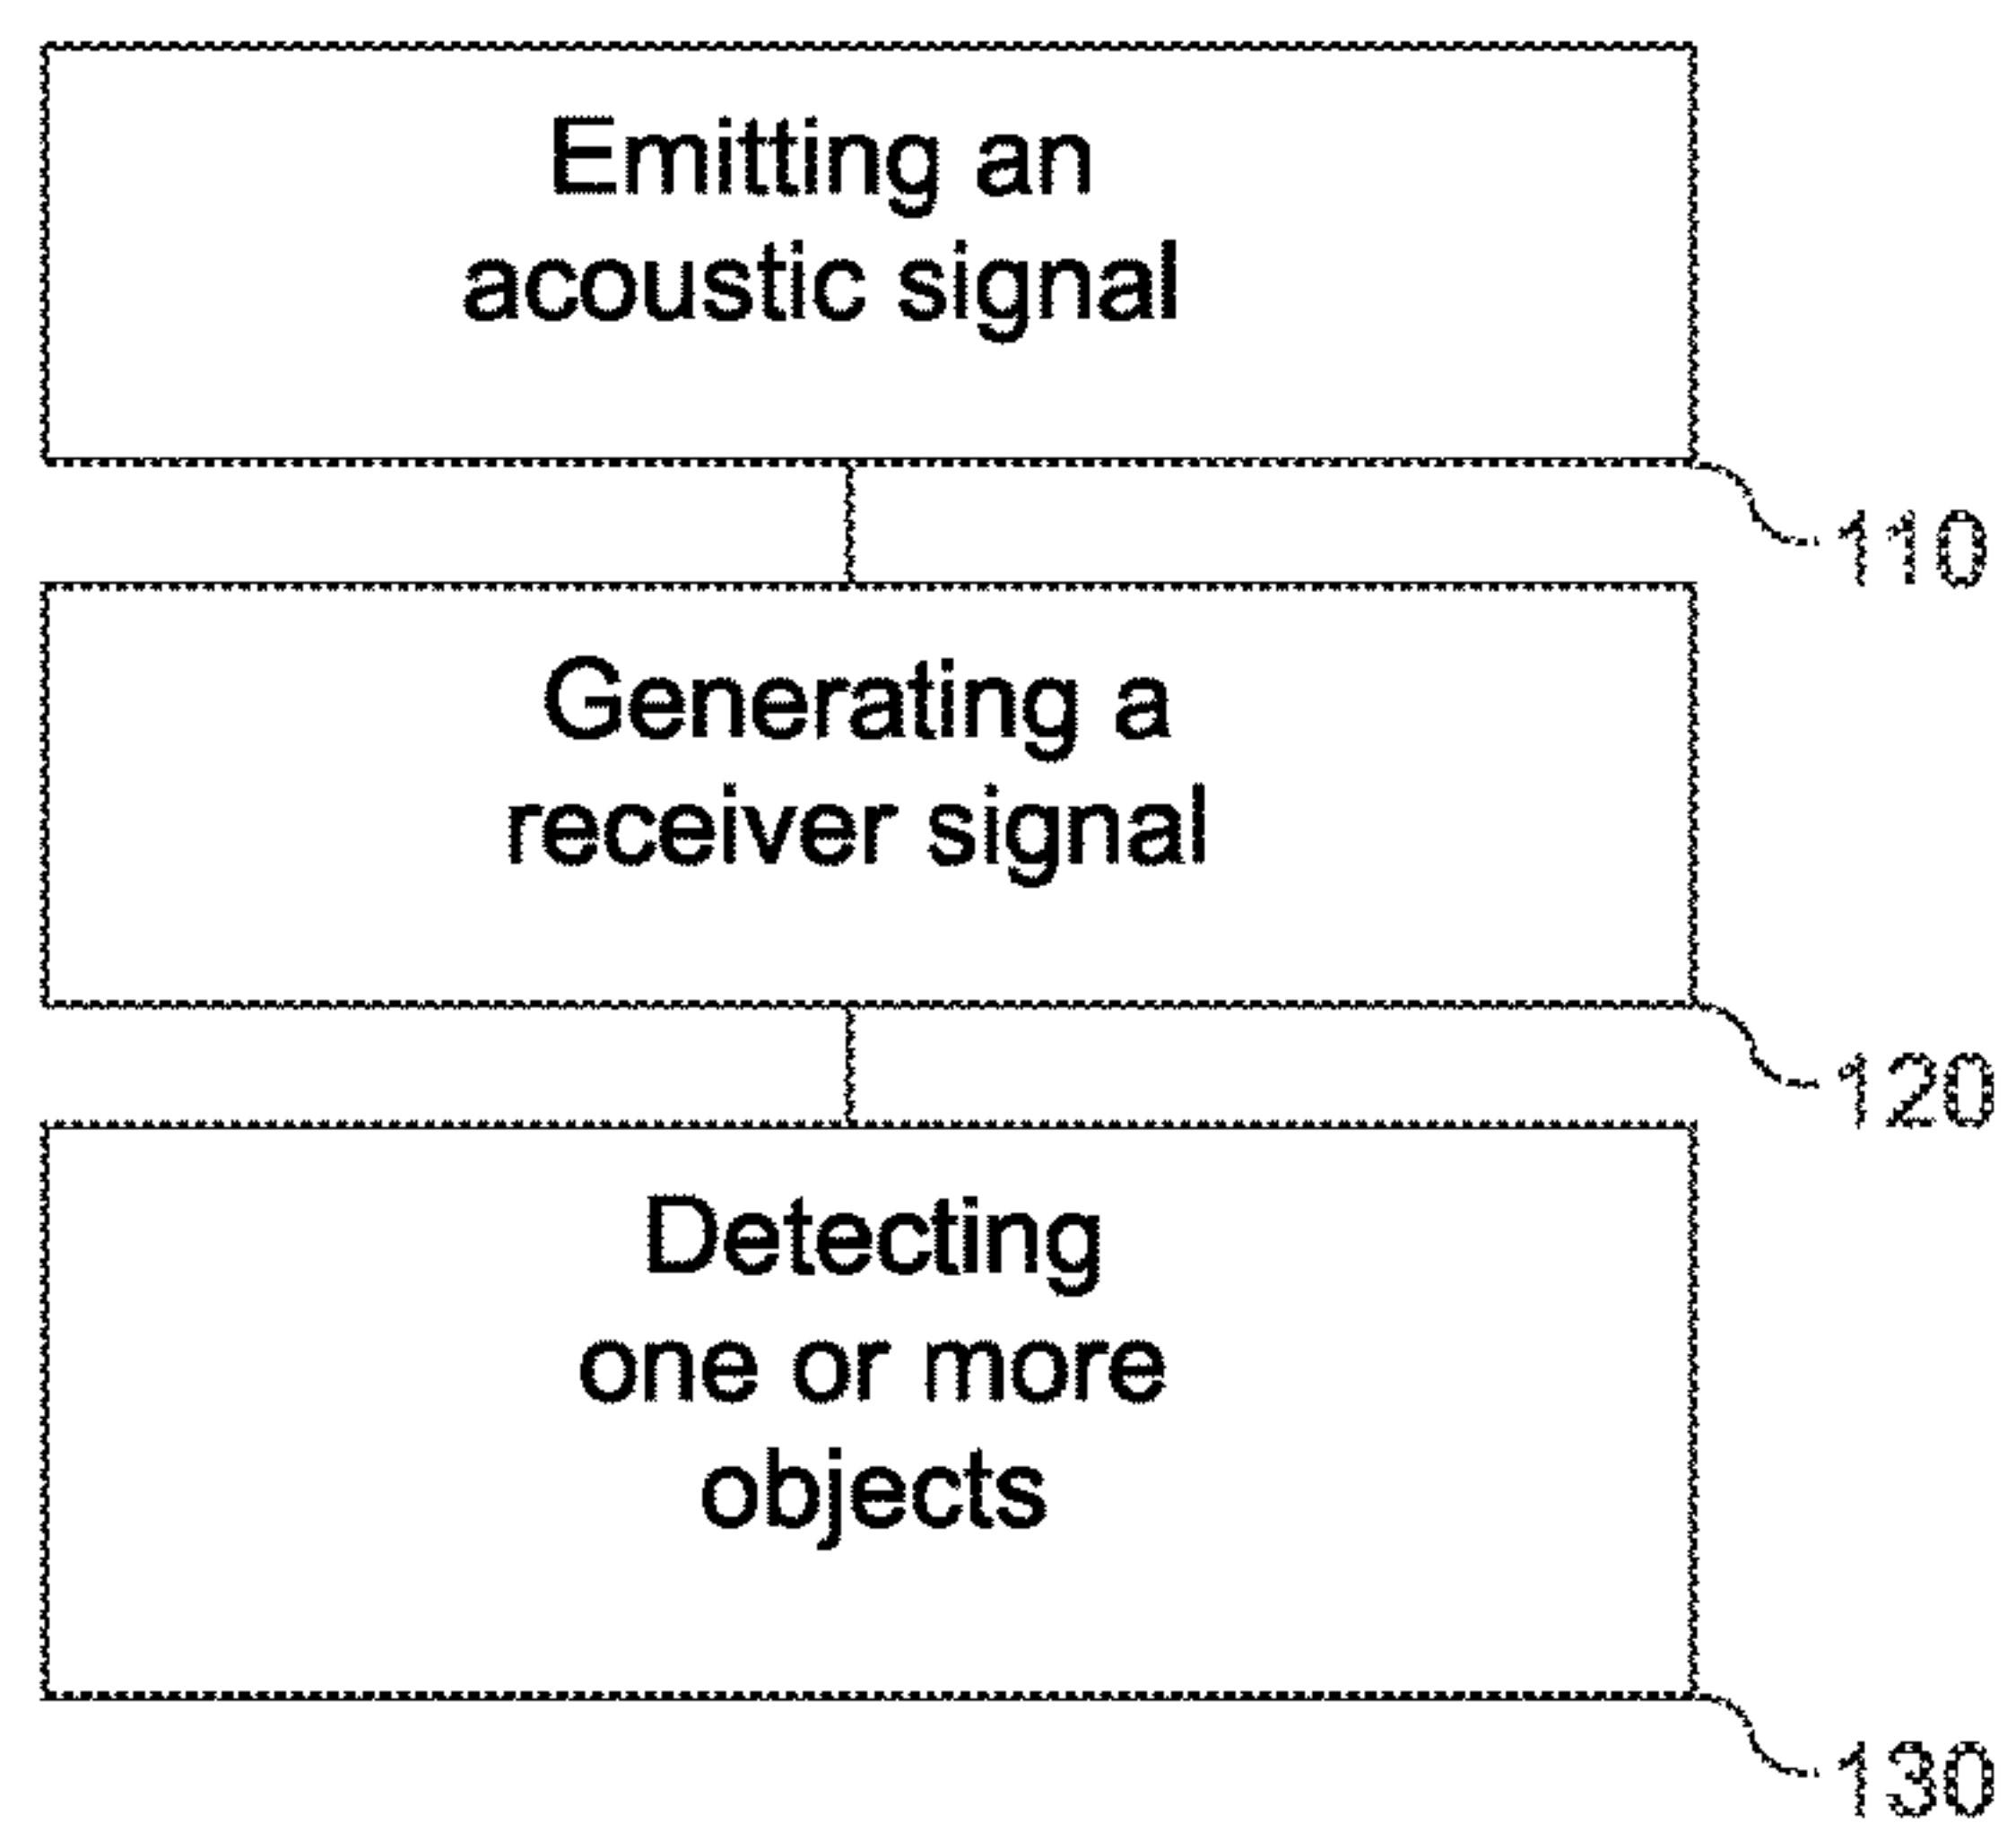 Emitting an
acoustic signal
110
Generating a
receiver signal
120
Detecting
one or more
objects
130